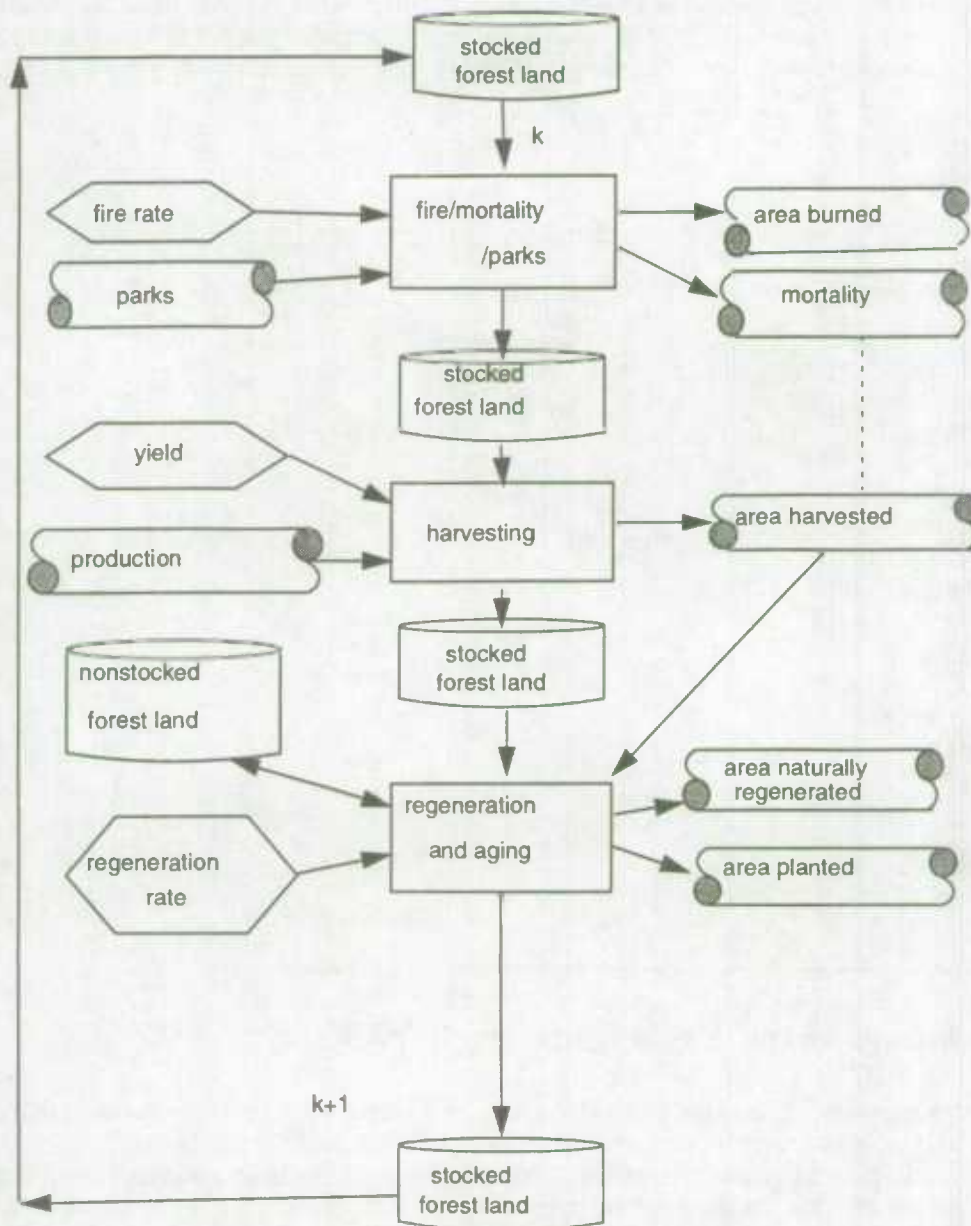 stocked
forest land
k
fire rate
fire/mortality
/parks
area burned
parks
mortality
stocked
forest land
yield
harvesting
area harvested
production
nonstocked
forest land
stocked
forest land
area naturally
regenerated
regeneration
and aging
regeneration
rate
area planted
k+1
stocked
forest land